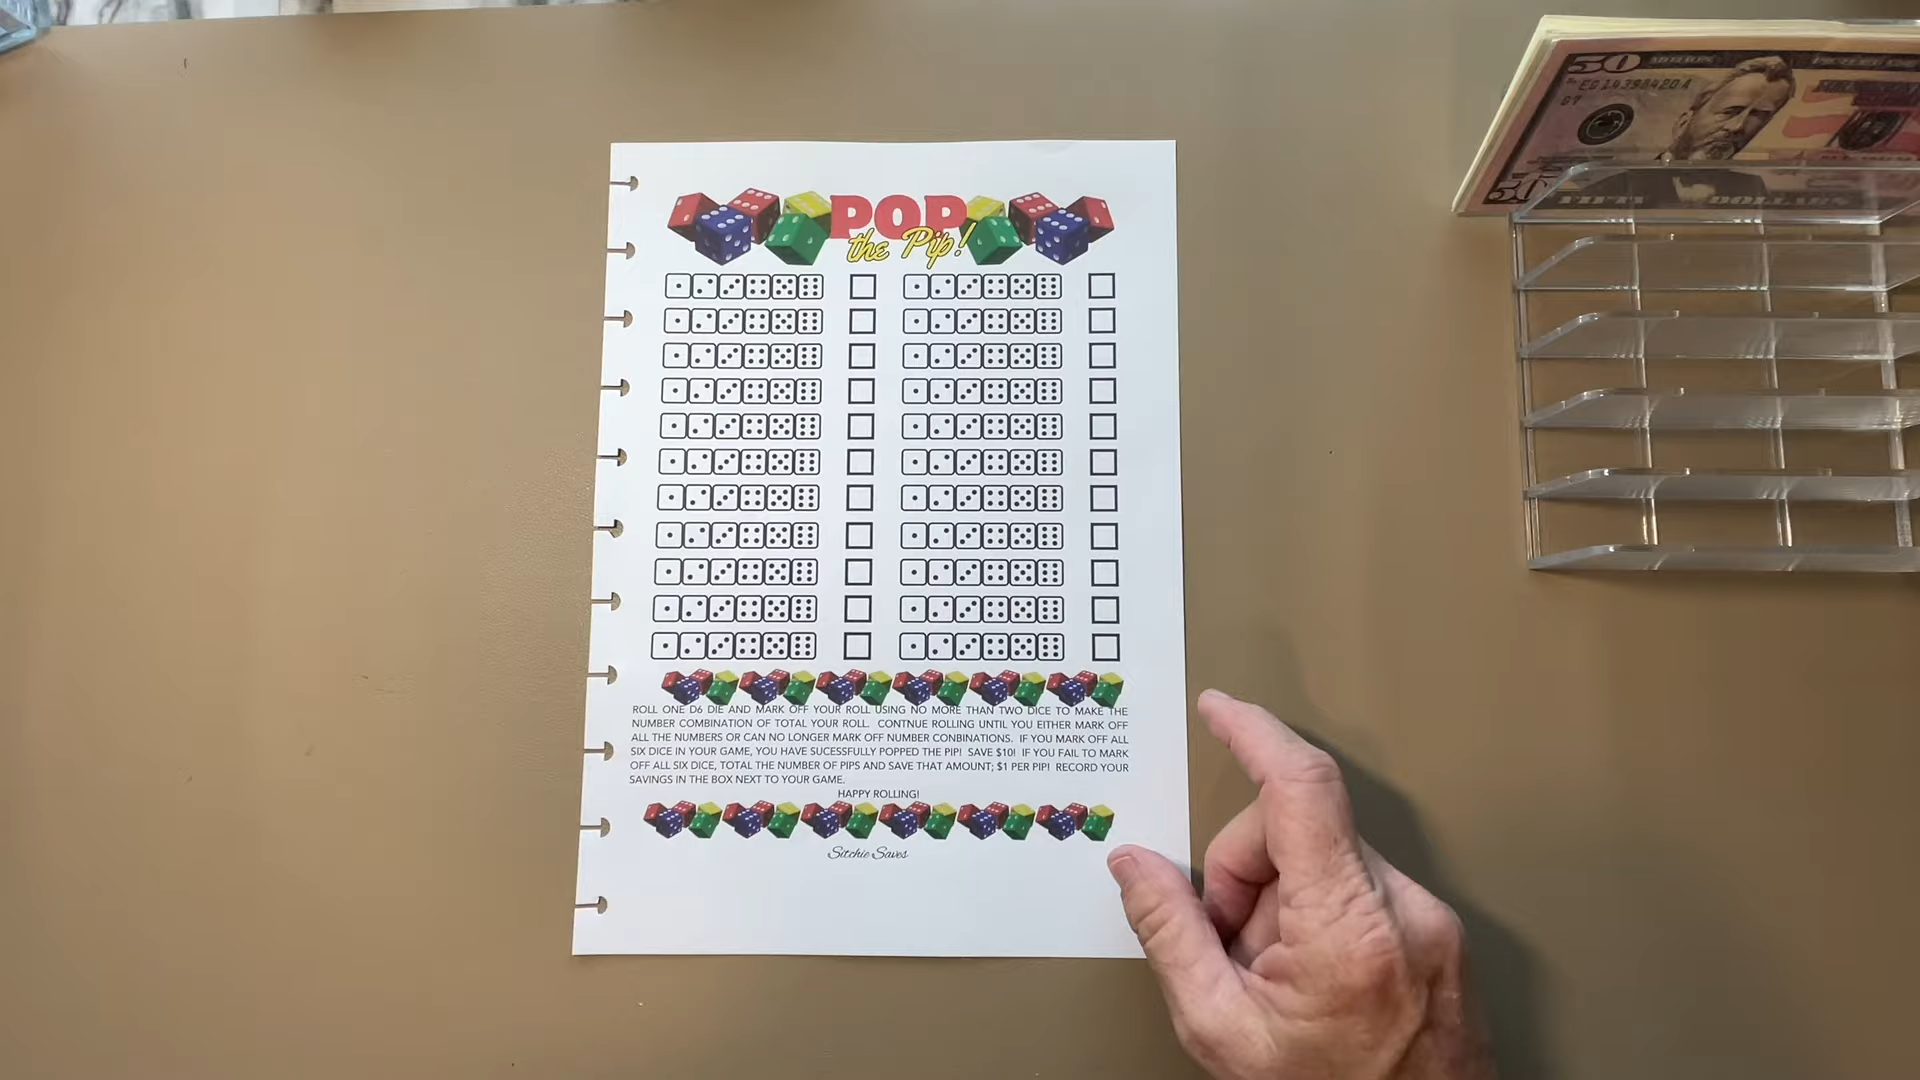 POP
the Pip!
ROLL ONE D6 DIE AND MARK OFF YOUR ROLL USING NO MORE THAN TWO DICE TO MAKE THE
NUMBER COMBINATION OF TOTAL YOUR ROLL. CONTNUE ROLLING UNTIL YOU EITHER MARK OFF
ALL THE NUMBERS OR CAN NO LONGER MARK OFF NUMBER CONBINATIONS. IF YOU MARK OFF ALL
SIX DICE IN YOUR GAME, YOU HAVE SUCESSFULLY POPPED THE PIP! SAVE $10! IF YOU FAIL TO MARK
OFF ALL SIX DICE, TOTAL THE NUMBER OF PIPS AND SAVE THAT AMOUNT; $1 PER PIP! RECORD YOUR
SAVINGS IN THE BOX NEXT TO YOUR GAME.
HAPPY ROLLING!
Sitchie Saves
50
FIFTY DOLLARS